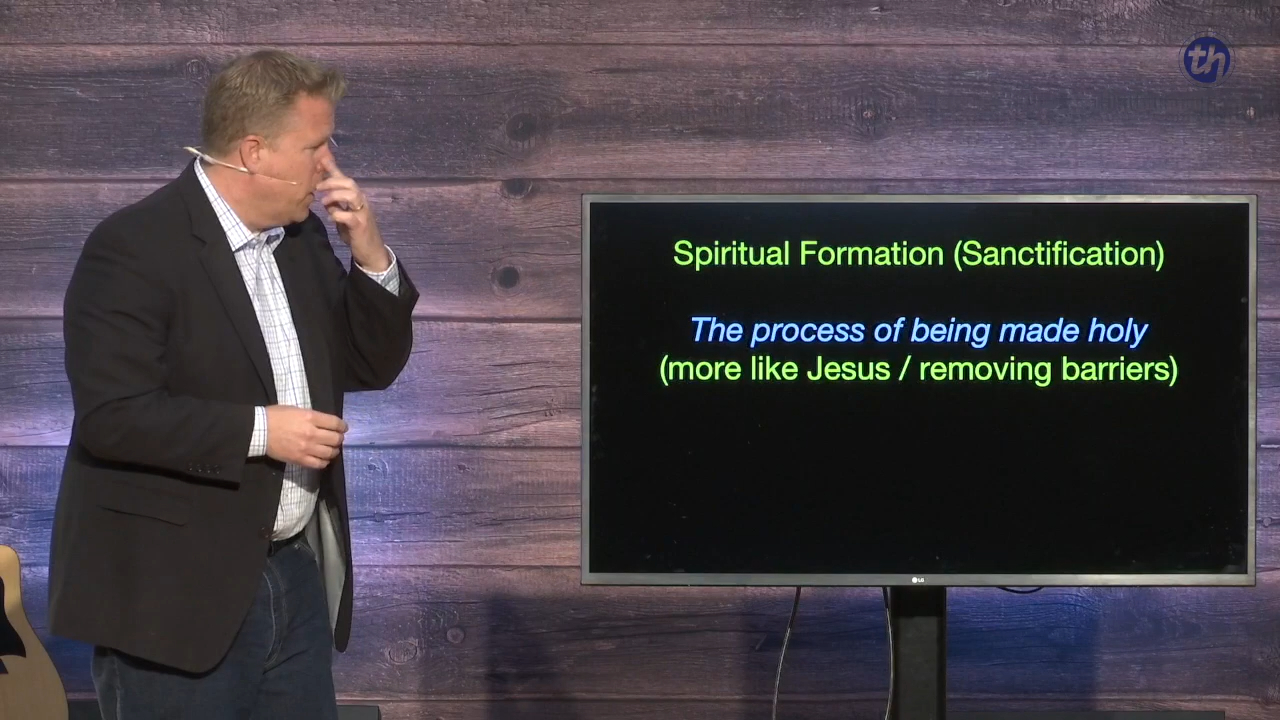 th
Spiritual Formation (Sanctification)
The process of being made holy
(more like Jesus / removing barriers)
LG